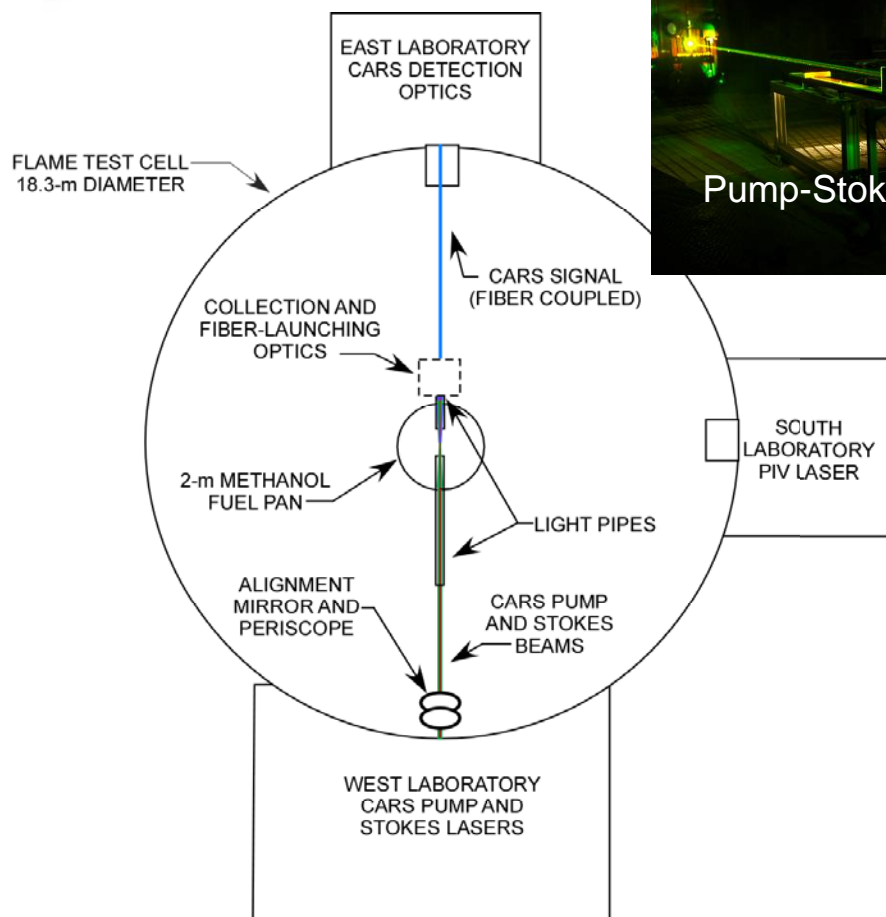 EAST LABORATORY
CARS DETECTION
OPTICS
FLAME TEST CELL
18.3-m DIAMETER
Pump-Stok
CARS SIGNAL
(FIBER COUPLED)
COLLECTION AND
FIBER-LAUNCHING
OPTICS
SOUTH
LABORATORY
PIV LASER
2-m METHANOL
FUEL PAN
LIGHT PIPES
ALIGNMENT
MIRROR AND
PERISCOPE
CARS PUMP
AND STOKES
BEAMS
WEST LABORATORY
CARS PUMP AND
STOKES LASERS